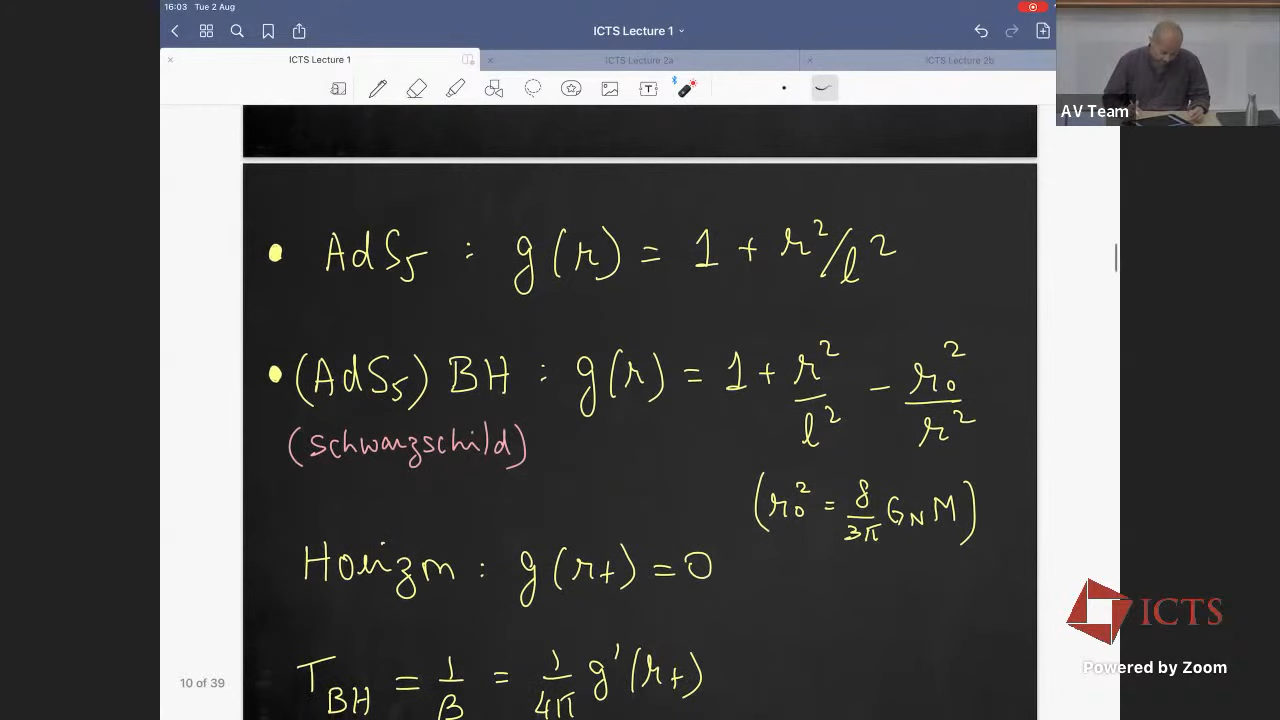 16:03 Tue 2 Aug
ICTS Lecture 1
ICTS Lecture 1
ICTS Lecture 2a
ICTS Lecture 2b
AV Team
• AdS₅ : g(r) = 1 + r²/l²
• (AdS₅) BH : g(r) = 1 + r²/l² - r₀²/r²
(Schwarzschild)
(r₀² = 8/3π G_N M)
Horizon : g(r₊) = 0
T_BH = 1/β = 1/4π g'(r₊)
10 of 39
ICTS
Powered by Zoom